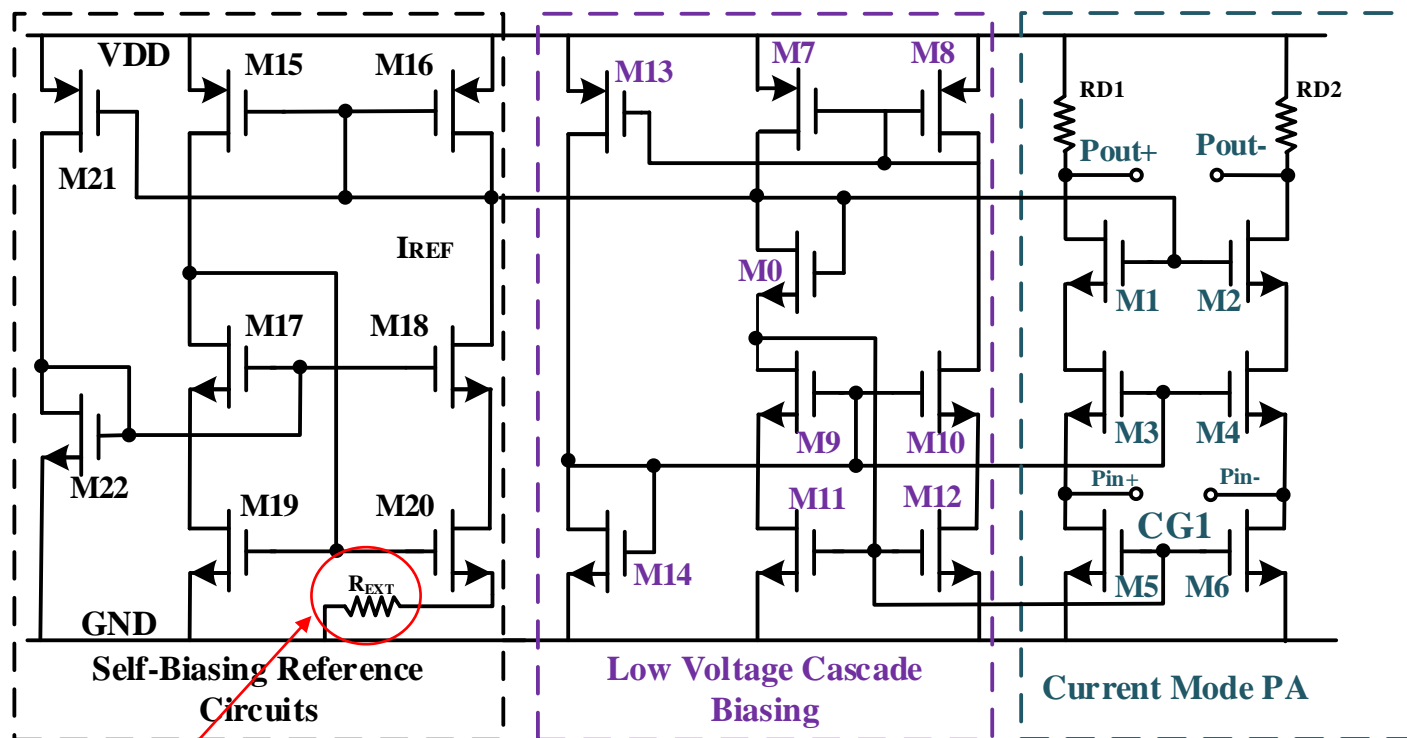 VDD
M15
M16
M13
M7
M8
RD1
RD2
Pout+
Pout-
M21
IREF
M0
M1
M2
M17
M18
M9
M10
M3
M4
M22
Pin+
Pin-
M19
M20
M11
M12
CG1
M14
M5
M6
REXT
GND
Self-Biasing Reference
Circuits
Low Voltage Cascade
Biasing
Current Mode PA